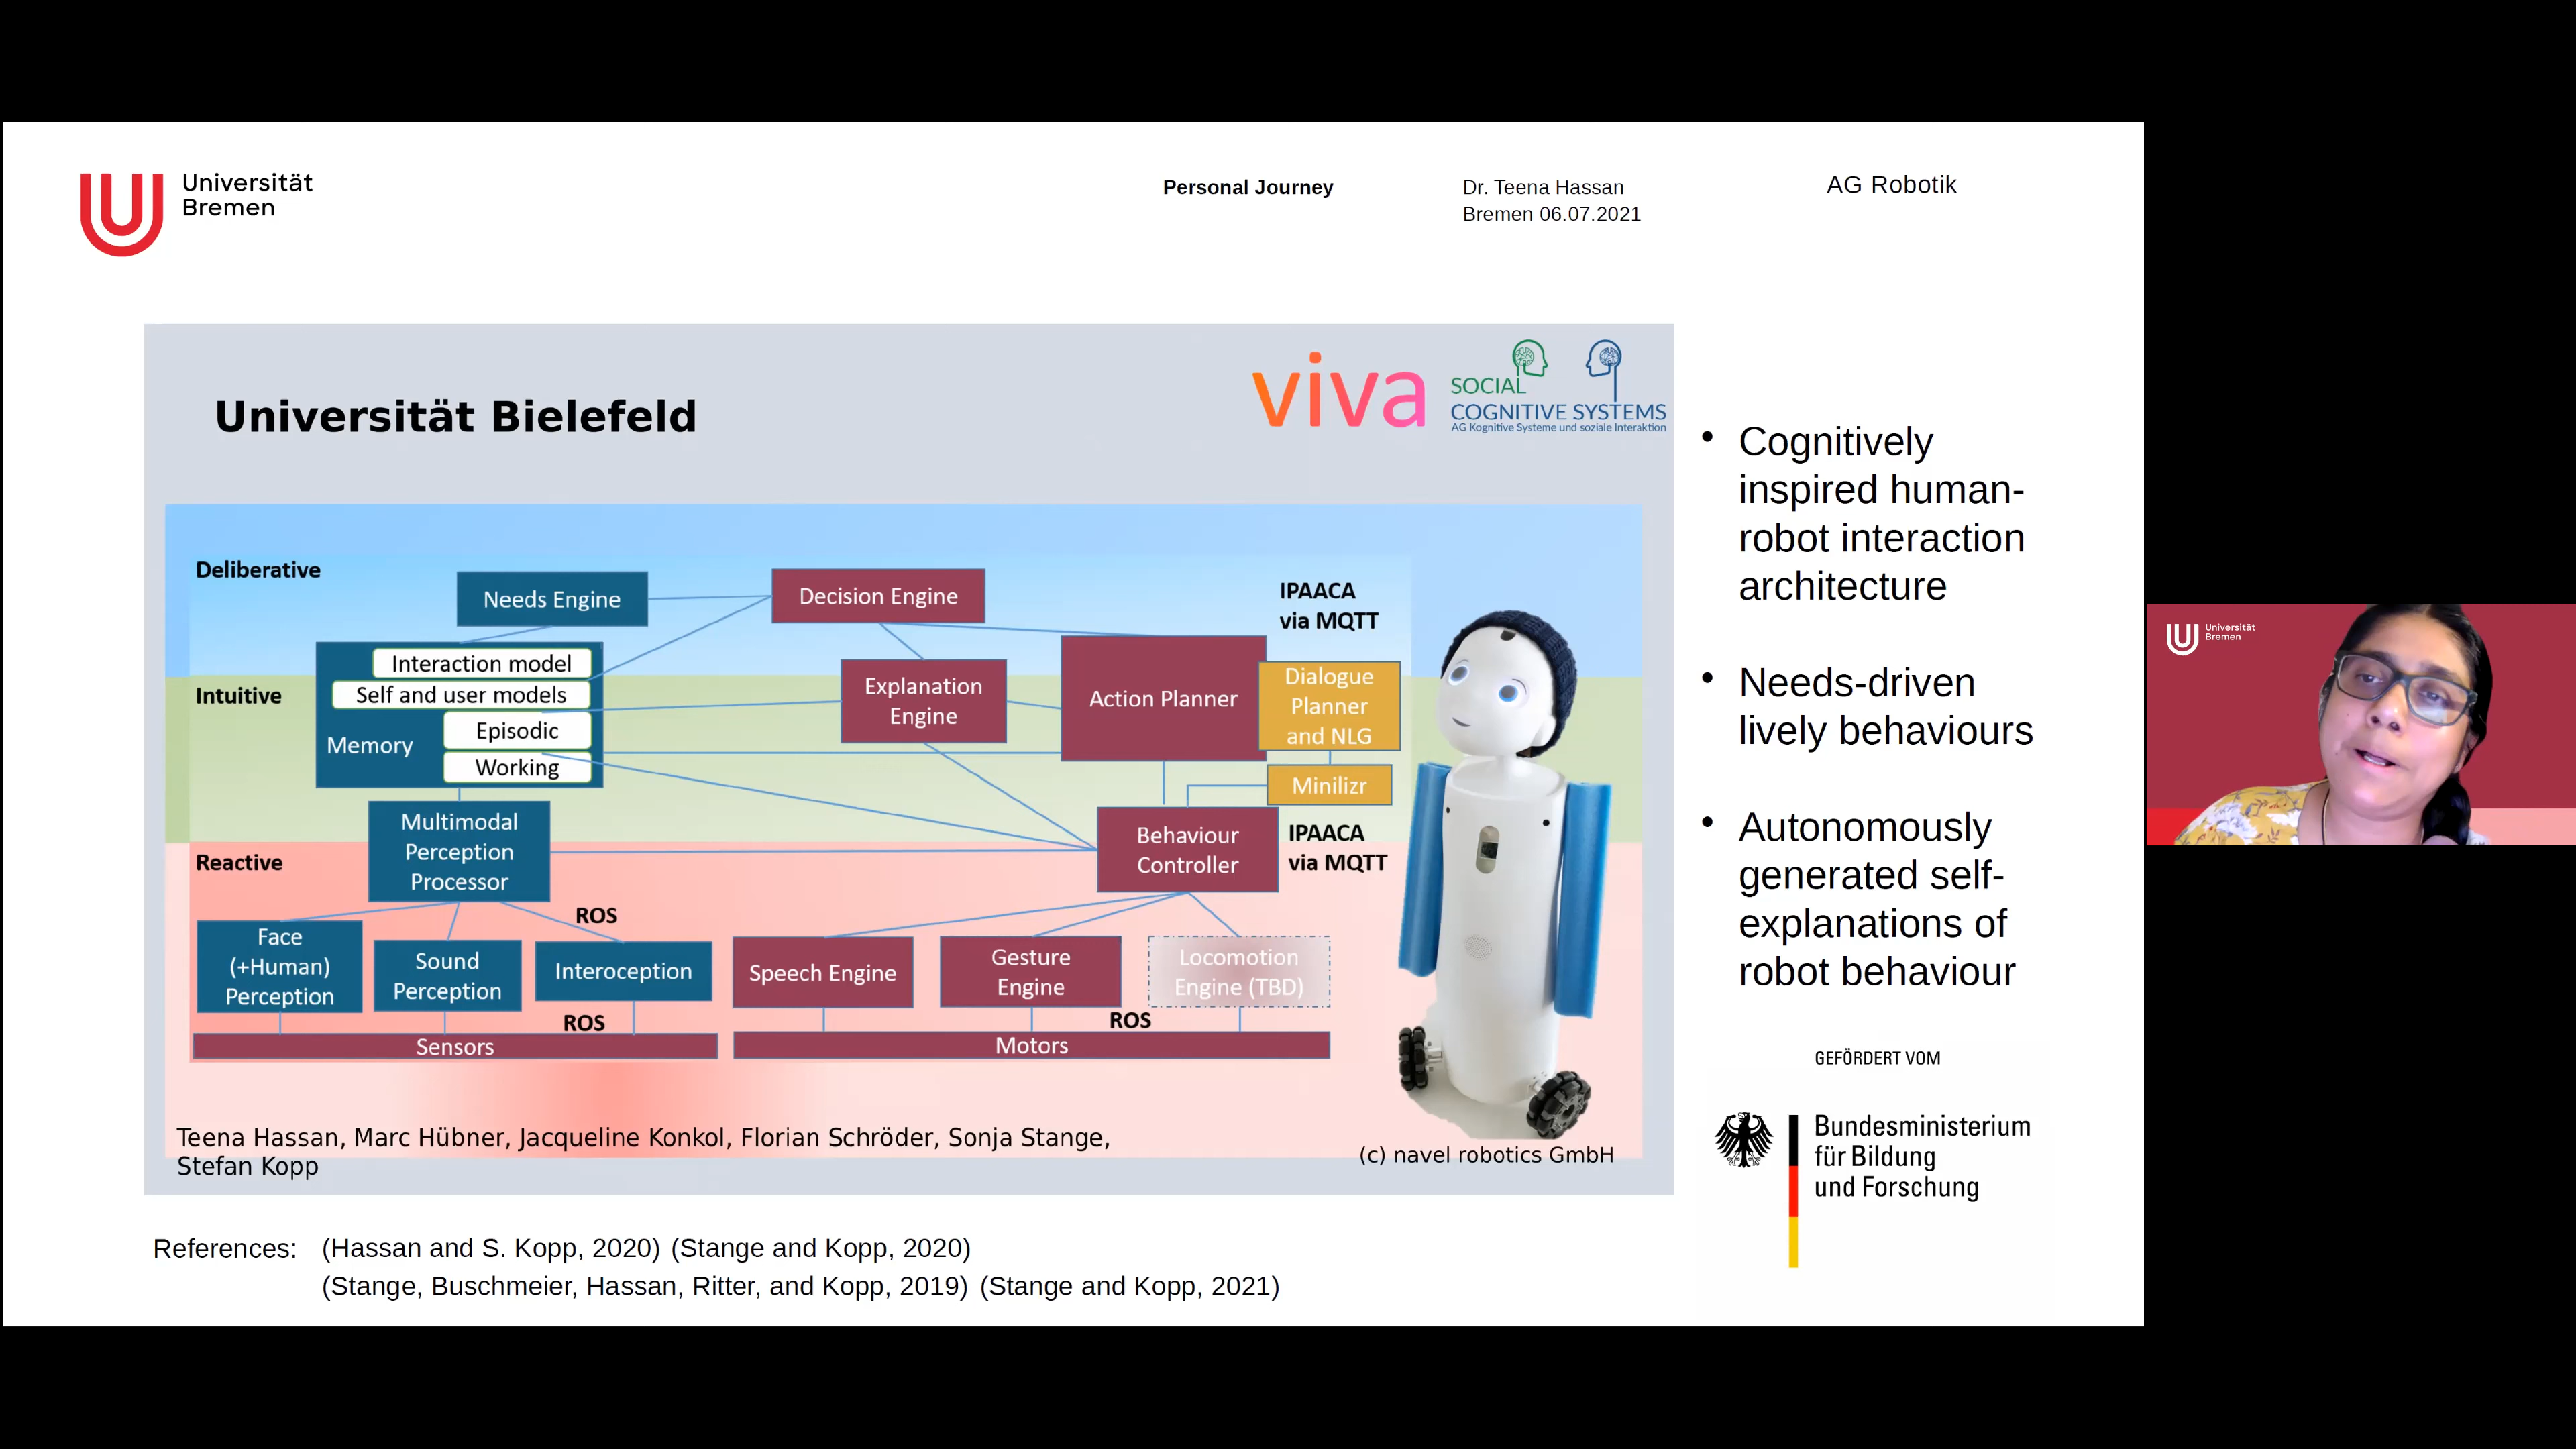 Universität
Bremen
Personal Journey
Dr. Teena Hassan
Bremen 06.07.2021
AG Robotik
Universität Bielefeld
viva
SOCIAL
COGNITIVE SYSTEMS
AG Kognitive Systeme und soziale Interaktion
Deliberative
Needs Engine
Decision Engine
IPAACA
via MQTT
Interaction model
Self and user models
Episodic
Memory
Working
Intuitive
Explanation
Engine
Action Planner
Dialogue
Planner
and NLG
Minilizr
Multimodal
Perception
Processor
Behaviour
Controller
IPAACA
via MQTT
Reactive
ROS
Face
(+Human)
Perception
Sound
Perception
Interoception
Speech Engine
Gesture
Engine
Locomotion
Engine (TBD)
ROS
ROS
Sensors
Motors
Teena Hassan, Marc Hübner, Jacqueline Konkol, Florian Schröder, Sonja Stange,
Stefan Kopp
(c) navel robotics GmbH
• Cognitively
inspired human-
robot interaction
architecture
• Needs-driven
lively behaviours
• Autonomously
generated self-
explanations of
robot behaviour
GEFÖRDERT VOM
Bundesministerium
für Bildung
und Forschung
References: (Hassan and S. Kopp, 2020) (Stange and Kopp, 2020)
(Stange, Buschmeier, Hassan, Ritter, and Kopp, 2019) (Stange and Kopp, 2021)
Universität
Bremen